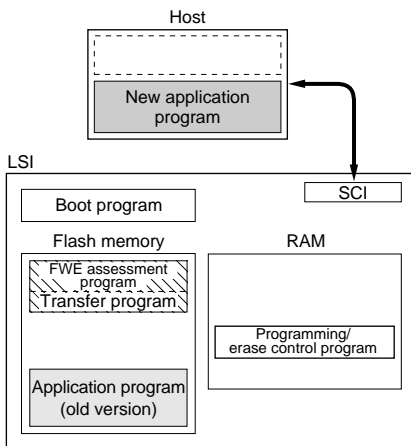 Host
New application
program
LSI
SCI
Boot program
Flash memory
RAM
FWE assessment
program
Transfer program
Programming/
erase control program
Application program
(old version)